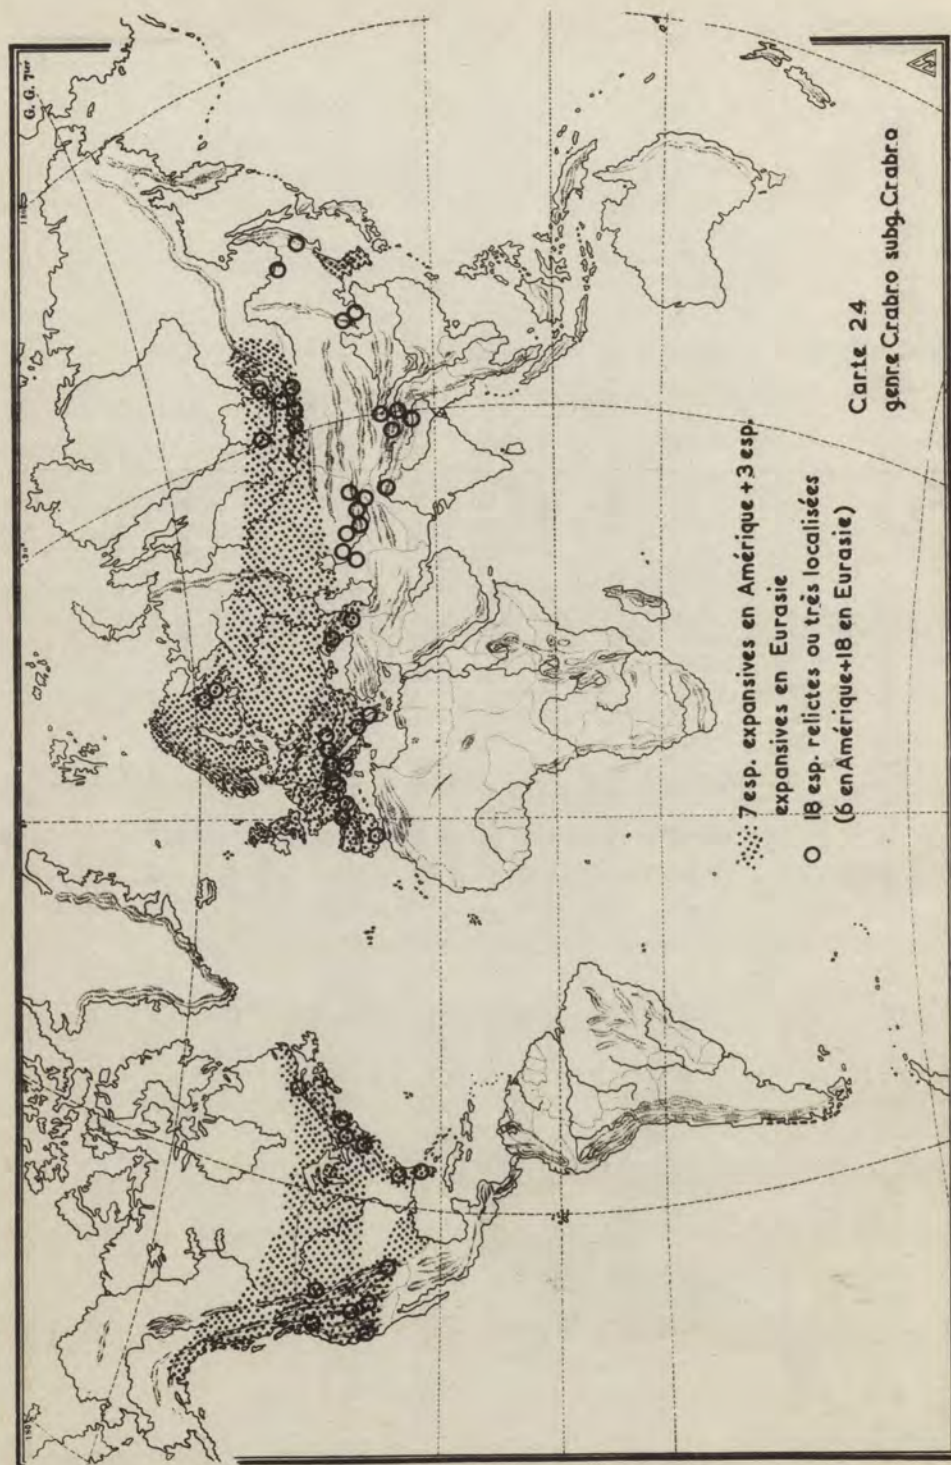 G. G. 7ᵘᵉʳ
7 esp. expansives en Amérique + 3 esp.
expansives en Eurasie
18 esp. relictes ou très localisées
(6 en Amérique+18 en Eurasie)
Carte 24
genre Crabro subg. Crabro